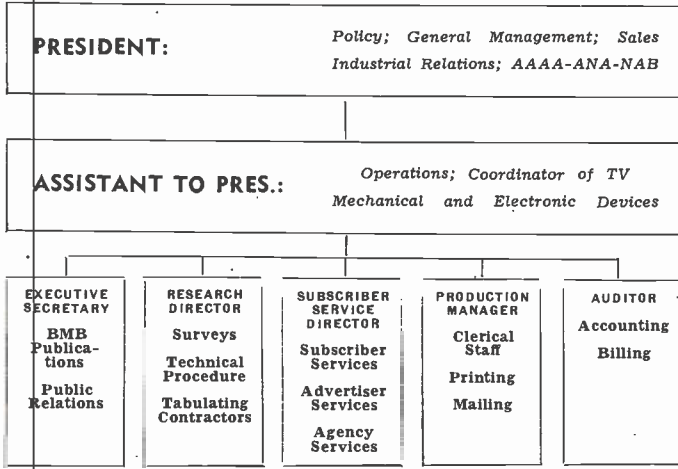 PRESIDENT:
Policy; General Management; Sales
Industrial Relations; AAAA-ANA-NAB
ASSISTANT TO PRES.:
Operations; Coordinator of TV
Mechanical and Electronic Devices
EXECUTIVE
SECRETARY
BMB
Publica-
tions
Public
Relations
RESEARCH
DIRECTOR
Surveys
Technical
Procedure
Tabulating
Contractors
SUBSCRIBER
SERVICE
DIRECTOR
Subscriber
Services
Advertiser
Services
Agency
Services
PRODUCTION
MANAGER
Clerical
Staff
Printing
Mailing
AUDITOR
Accounting
Billing